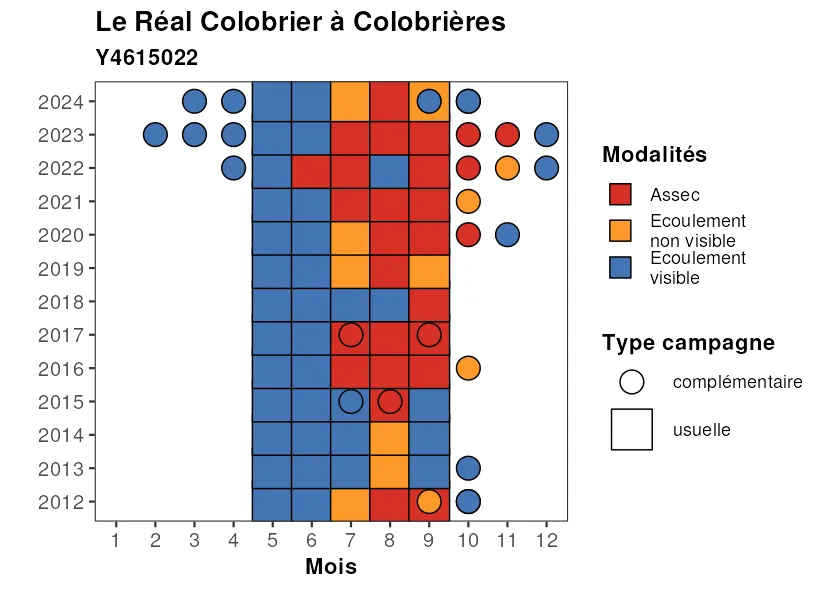 Le Réal Colobrier à Colobrières
Y4615022
2024
2023
2022
2021
2020
2019
2018
2017
2016
2015
2014
2013
2012
1 2 3 4 5 6 7 8 9 10 11 12
Mois
Modalités
Assec
Ecoulement
non visible
Ecoulement
visible
Type campagne
complémentaire
usuelle